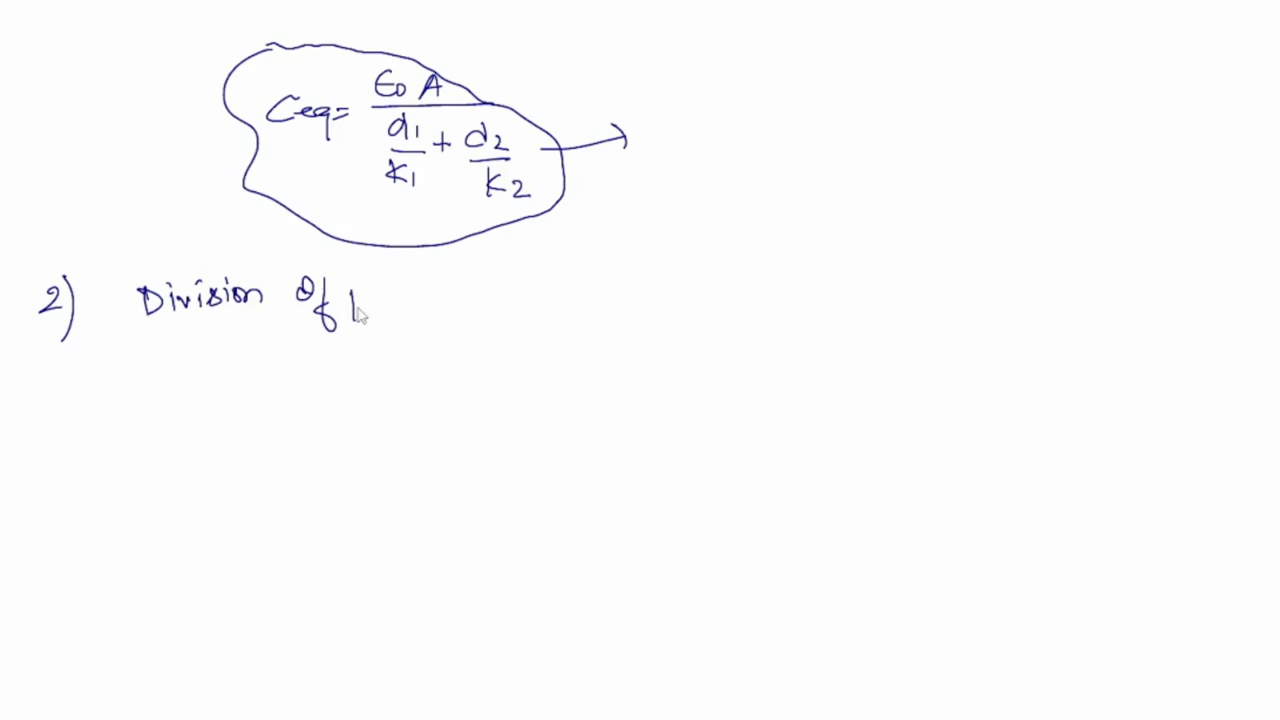 Ceq = ϵ0 A / (d1/k1 + d2/k2) →
2) Division Of